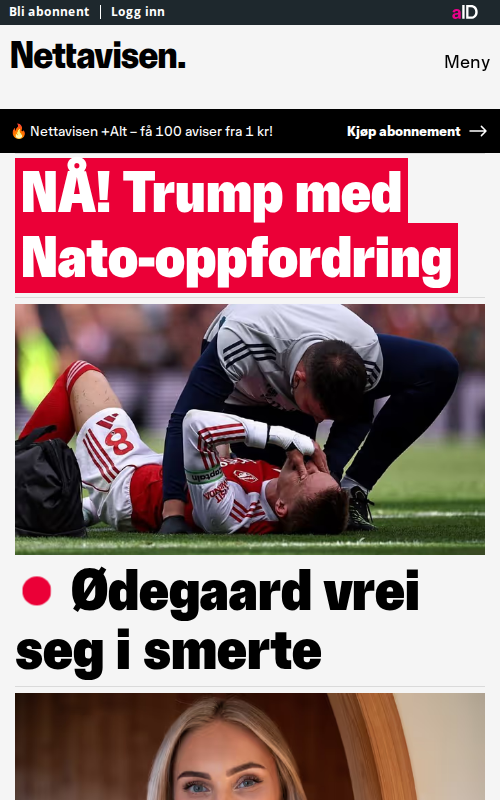 Bli abonnent | Logg inn
aID
Nettavisen.
Meny
🔥 Nettavisen +Alt – få 100 aviser fra 1 kr!
Kjøp abonnement →
NÅ! Trump med
Nato-oppfordring
8
captain
Ødegaard vrei
seg i smerte